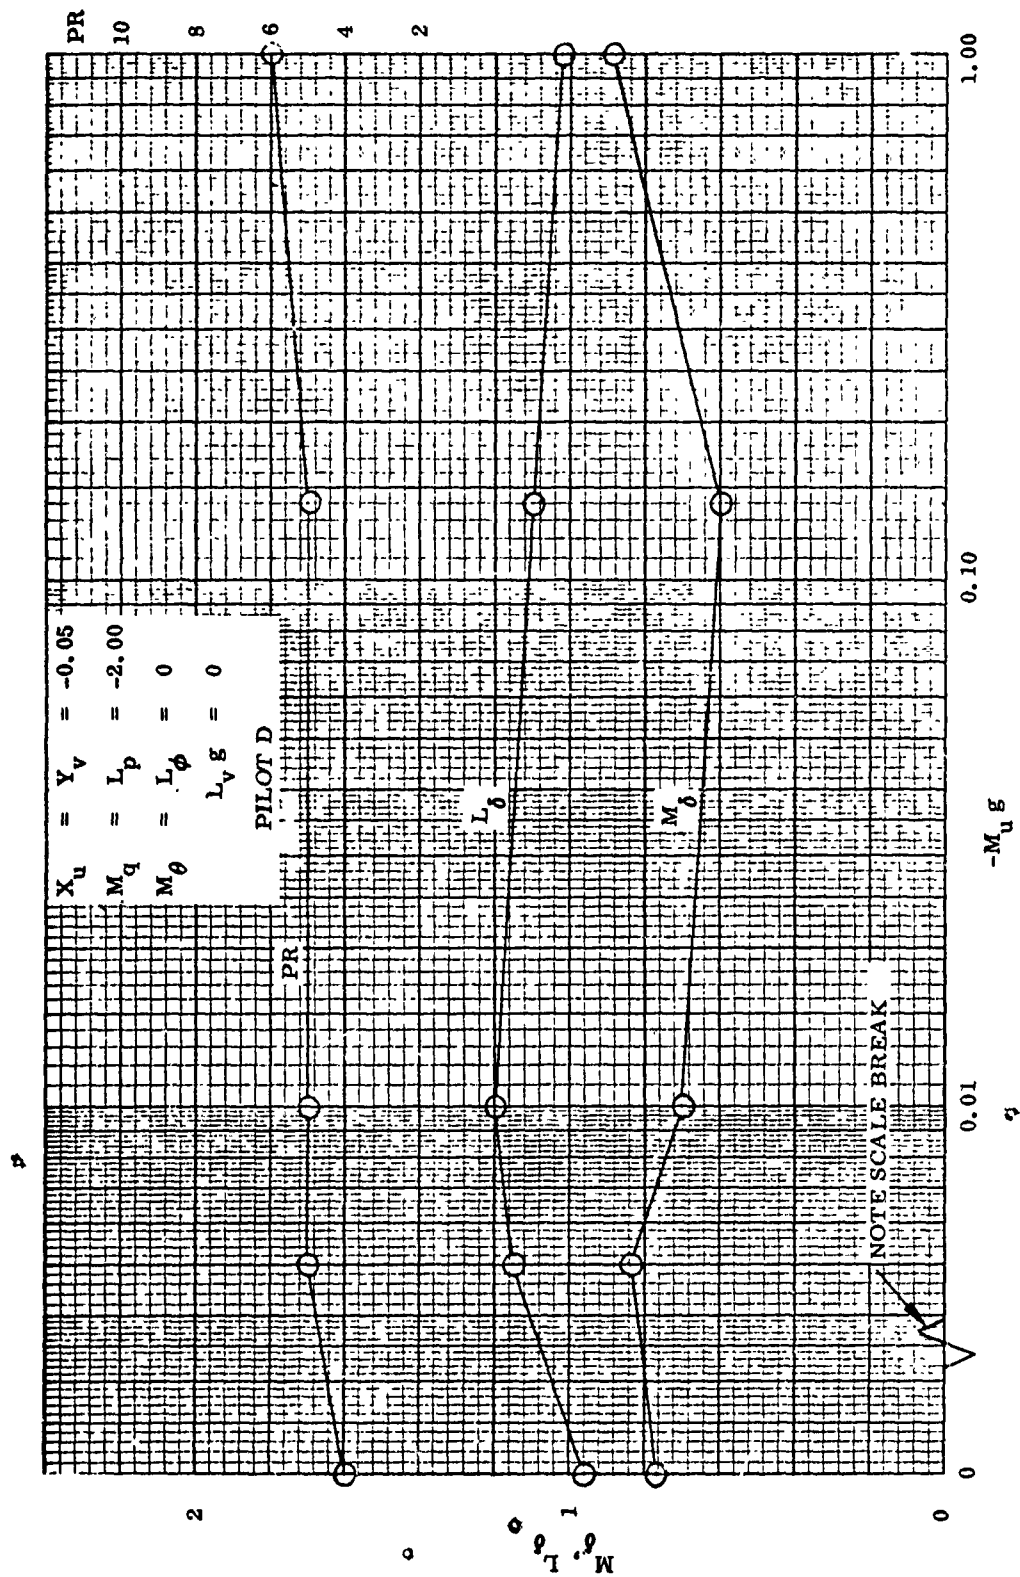 PR
10
8
6
4
2
X_u = Y_v = -0.05
M_q = L_p = -2.00
M_θ = L_ϕ = 0
L_v g = 0
PILOT D
PR
L_δ
M_δ
NOTE SCALE BREAK
2
1
0
M_δ, L_δ
0
0.01
0.10
1.00
-M_u g